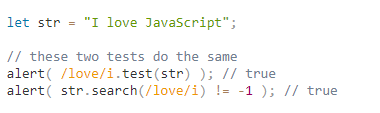 let str = "I love JavaScript";
// these two tests do the same
alert( /love/i.test(str) ); // true
alert( str.search(/love/i) != -1 ); // true